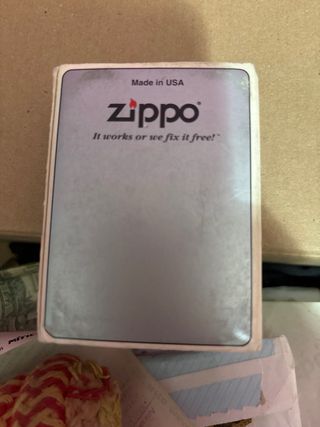 Made in USA
zippo®
It works or we fix it free!™